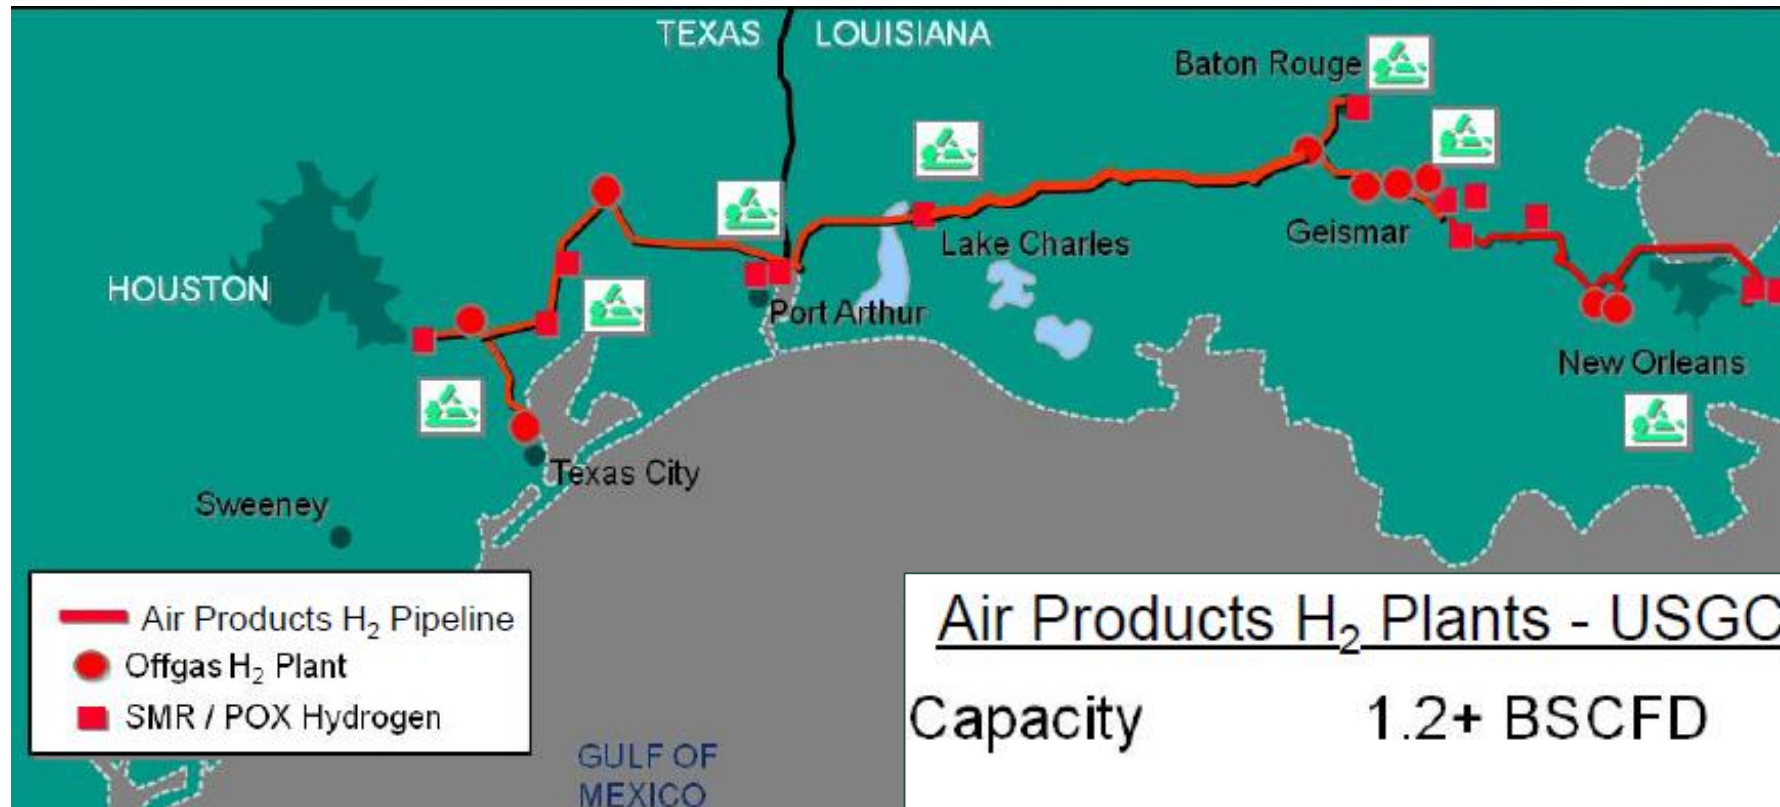 TEXAS
LOUISIANA
Baton Rouge
Lake Charles
Geismar
HOUSTON
Port Arthur
New Orleans
Texas City
Sweeney
Air Products H₂ Pipeline
Offgas H₂ Plant
SMR / POX Hydrogen
GULF OF
MEXICO
Air Products H₂ Plants - USGC
Capacity 1.2+ BSCFD